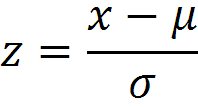 z = (x − μ) / σ